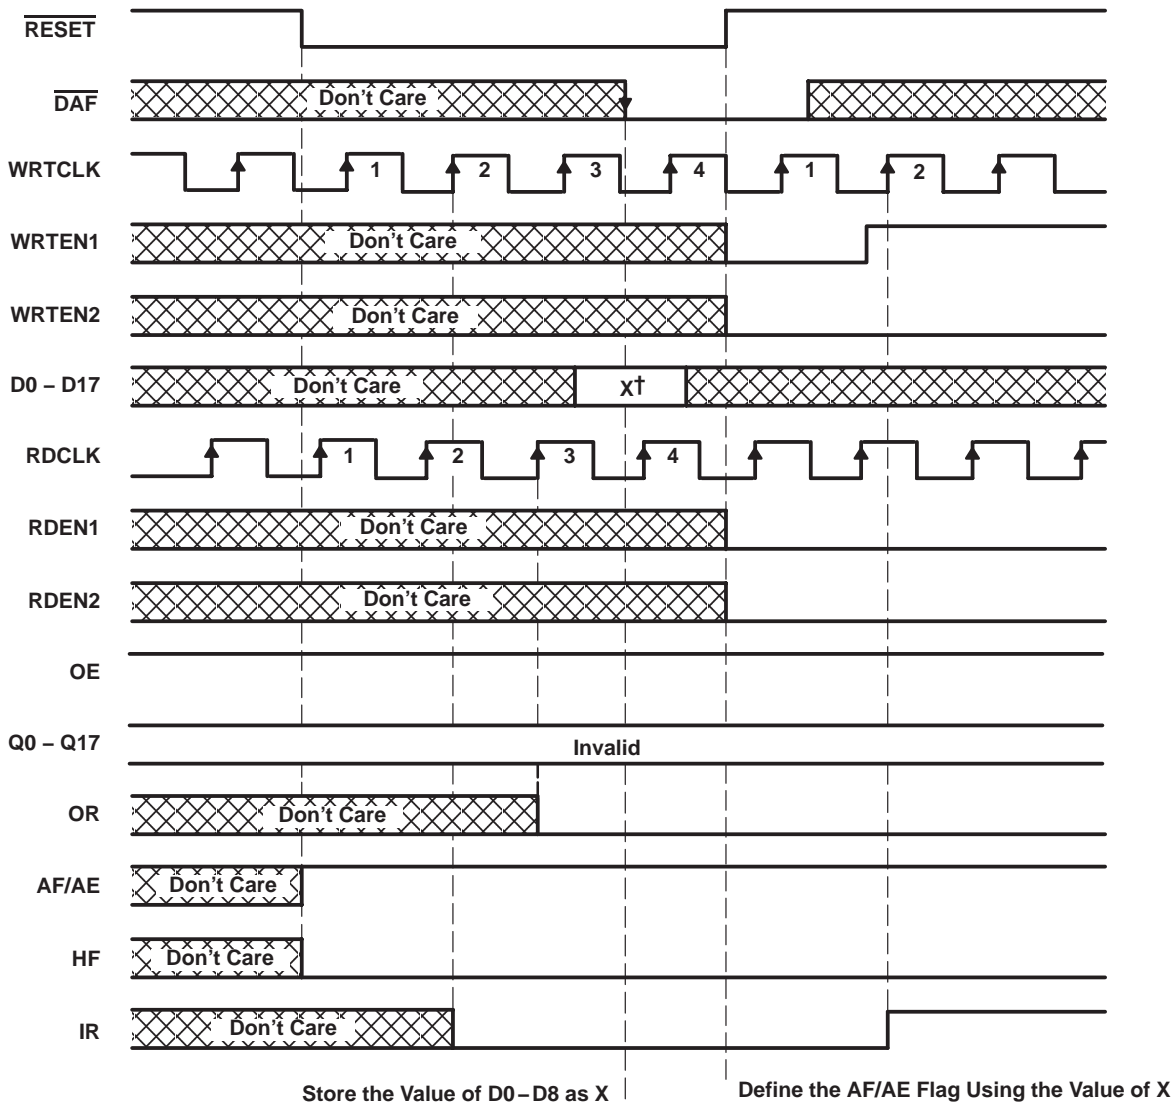 RESET
DAF Don't Care
WRTCLK 1 2 3 4 1 2
WRTEN1 Don't Care
WRTEN2 Don't Care
D0 – D17 Don't Care X†
RDCLK 1 2 3 4
RDEN1 Don't Care
RDEN2 Don't Care
OE
Q0 – Q17 Invalid
OR Don't Care
AF/AE Don't Care
HF Don't Care
IR Don't Care
Store the Value of D0–D8 as X Define the AF/AE Flag Using the Value of X